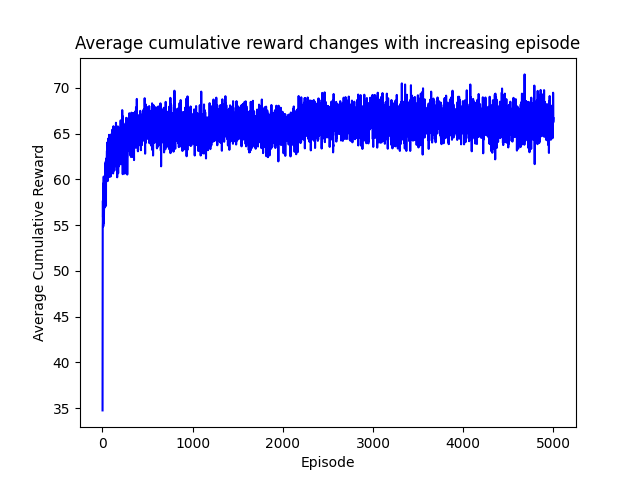 Average cumulative reward changes with increasing episode
70
65
60
55
50
45
40
35
Average Cumulative Reward
0 1000 2000 3000 4000 5000
Episode